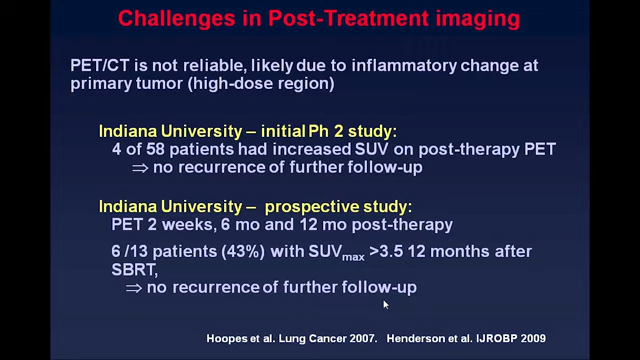 Challenges in Post-Treatment imaging
PET/CT is not reliable, likely due to inflammatory change at
primary tumor (high-dose region)
Indiana University – initial Ph 2 study:
4 of 58 patients had increased SUV on post-therapy PET
⇒ no recurrence of further follow-up
Indiana University – prospective study:
PET 2 weeks, 6 mo and 12 mo post-therapy
6 /13 patients (43%) with SUVmax >3.5 12 months after
SBRT,
⇒ no recurrence of further follow-up
Hoopes et al. Lung Cancer 2007. Henderson et al. IJROBP 2009